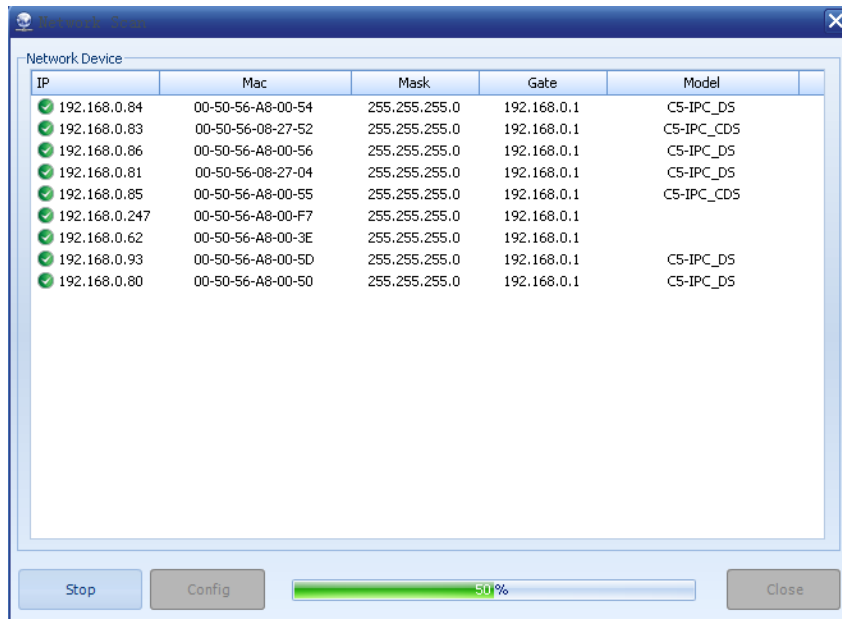 Network Scan
Network Device
IP Mac Mask Gate Model
192.168.0.84 00-50-56-A8-00-54 255.255.255.0 192.168.0.1 C5-IPC_DS
192.168.0.83 00-50-56-08-27-52 255.255.255.0 192.168.0.1 C5-IPC_CDS
192.168.0.86 00-50-56-A8-00-56 255.255.255.0 192.168.0.1 C5-IPC_DS
192.168.0.81 00-50-56-08-27-04 255.255.255.0 192.168.0.1 C5-IPC_DS
192.168.0.85 00-50-56-A8-00-55 255.255.255.0 192.168.0.1 C5-IPC_CDS
192.168.0.247 00-50-56-A8-00-F7 255.255.255.0 192.168.0.1
192.168.0.62 00-50-56-A8-00-3E 255.255.255.0 192.168.0.1
192.168.0.93 00-50-56-A8-00-5D 255.255.255.0 192.168.0.1 C5-IPC_DS
192.168.0.80 00-50-56-A8-00-50 255.255.255.0 192.168.0.1 C5-IPC_DS
Stop Config 50% Close